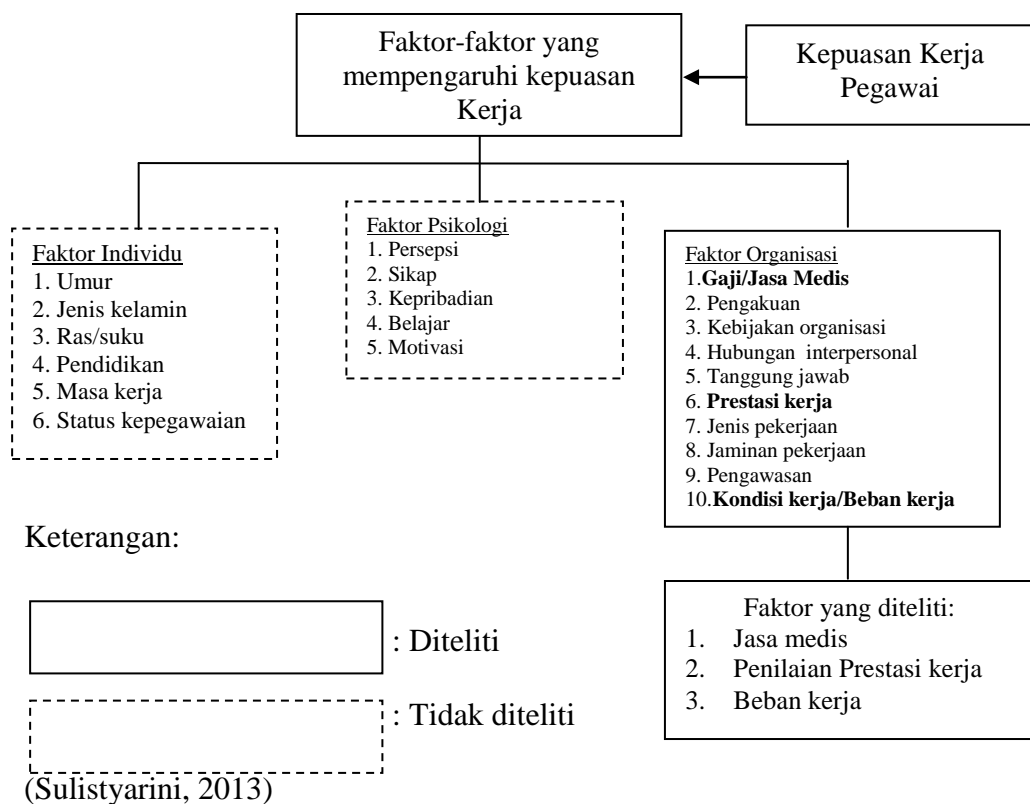 Faktor-faktor yang
mempengaruhi kepuasan
Kerja
Kepuasan Kerja
Pegawai
Faktor Individu
1. Umur
2. Jenis kelamin
3. Ras/suku
4. Pendidikan
5. Masa kerja
6. Status kepegawaian
Faktor Psikologi
1. Persepsi
2. Sikap
3. Kepribadian
4. Belajar
5. Motivasi
Faktor Organisasi
1.Gaji/Jasa Medis
2. Pengakuan
3. Kebijakan organisasi
4. Hubungan interpersonal
5. Tanggung jawab
6. Prestasi kerja
7. Jenis pekerjaan
8. Jaminan pekerjaan
9. Pengawasan
10.Kondisi kerja/Beban kerja
Keterangan:
: Diteliti
: Tidak diteliti
Faktor yang diteliti:
1. Jasa medis
2. Penilaian Prestasi kerja
3. Beban kerja
(Sulistyarini, 2013)